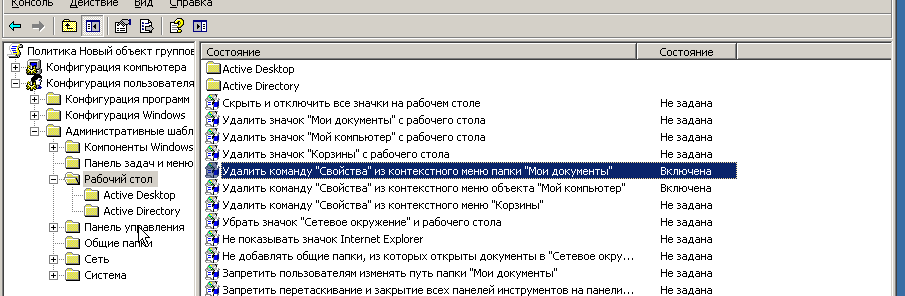 Консоль Действие Вид Справка
Политика Новый объект группов
Конфигурация компьютера
Конфигурация пользователя
Конфигурация программ
Конфигурация Windows
Административные шабл
Компоненты Windows
Панель задач и меню
Рабочий стол
Active Desktop
Active Directory
Панель управления
Общие папки
Сеть
Система
Состояние Состояние
Active Desktop
Active Directory
Скрыть и отключить все значки на рабочем столе Не задана
Удалить значок "Мои документы" с рабочего стола Не задана
Удалить значок "Мой компьютер" с рабочего стола Не задана
Удалить значок "Корзины" с рабочего стола Не задана
Удалить команду "Свойства" из контекстного меню папки "Мои документы" Включена
Удалить команду "Свойства" из контекстного меню объекта "Мой компьютер" Включена
Удалить команду "Свойства" из контекстного меню "Корзины" Не задана
Убрать значок "Сетевое окружение" и рабочего стола Не задана
Не показывать значок Internet Explorer Не задана
Не добавлять общие папки, из которых открыты документы в "Сетевое окру... Не задана
Запретить пользователям изменять путь папки "Мои документы" Не задана
Запретить перетаскивание и закрытие всех панелей инструментов на панели... Не задана